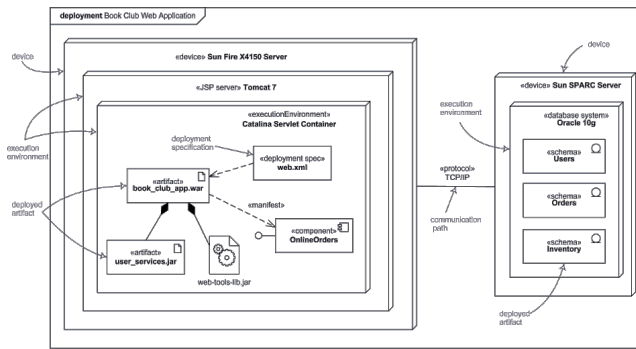 deployment Book Club Web Application
device
«device» Sun Fire X4150 Server
device
«JSP server» Tomcat 7
«device» Sun SPARC Server
«executionEnvironment»
Catalina Servlet Container
execution
environment
«database system»
Oracle 10g
deployment
specification
execution
environment
«deployment spec»
web.xml
«schema»
Users
«artifact»
book_club_app.war
«protocol»
TCP/IP
«schema»
Orders
deployed
artifact
«manifest»
communication
path
«component»
OnlineOrders
«schema»
Inventory
«artifact»
user_services.jar
web-tools-lib.jar
deployed
artifact